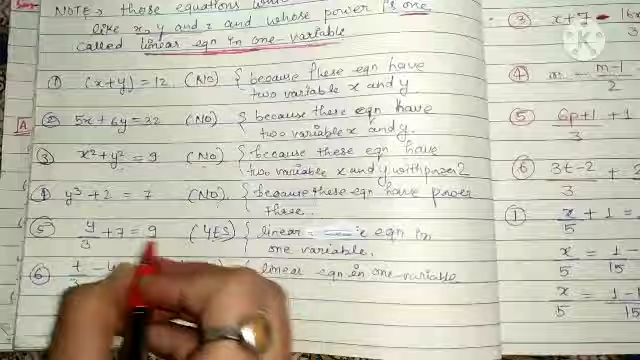 NOTE → those equations
like x, y and z and whose power is one
called linear eqn in one-variable
① (x+y) = 12 (NO) { because these eqn have
two variable x and y
A
② 5x + 6y = 32 (NO) { because these eqn have
two variable x and y.
③ x²+y² = 9 (No) { because these eqn have
two variable x and y with power 2
④ y³ + 2 = 7 (No) { because these eqn have power
three.
⑤ y/3 + 7 = 9 (YES) { linear eqn in
one variable.
⑥ linear eqn in one-variable
③ x + 7 -
④ m - m-1/2
⑤ 6p+1/3 + 1
⑥ 3t-2/3
① x/5 + 1 =
x/5 = 1/15
x/5 = 1-1/15
K
KINEMASTER